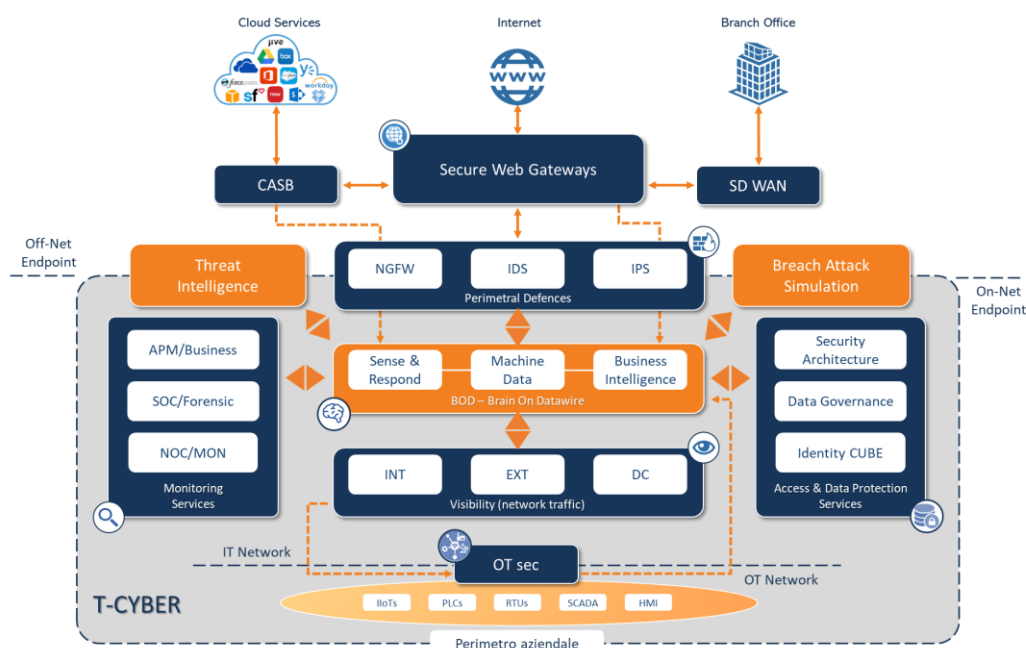 Cloud Services
Internet
Branch Office
jive
box
force.com
workday
sf
now
WWW
CASB
Secure Web Gateways
SD WAN
Off-Net
Endpoint
Threat
Intelligence
NGFW
IDS
IPS
Perimetral Defences
Breach Attack
Simulation
On-Net
Endpoint
APM/Business
SOC/Forensic
NOC/MON
Monitoring
Services
Sense &
Respond
Machine
Data
Business
Intelligence
BOD – Brain On Datawire
Security
Architecture
Data Governance
Identity CUBE
Access & Data Protection
Services
INT
EXT
DC
Visibility (network traffic)
IT Network
OT sec
OT Network
T-CYBER
IIoTs
PLCs
RTUs
SCADA
HMI
Perimetro aziendale